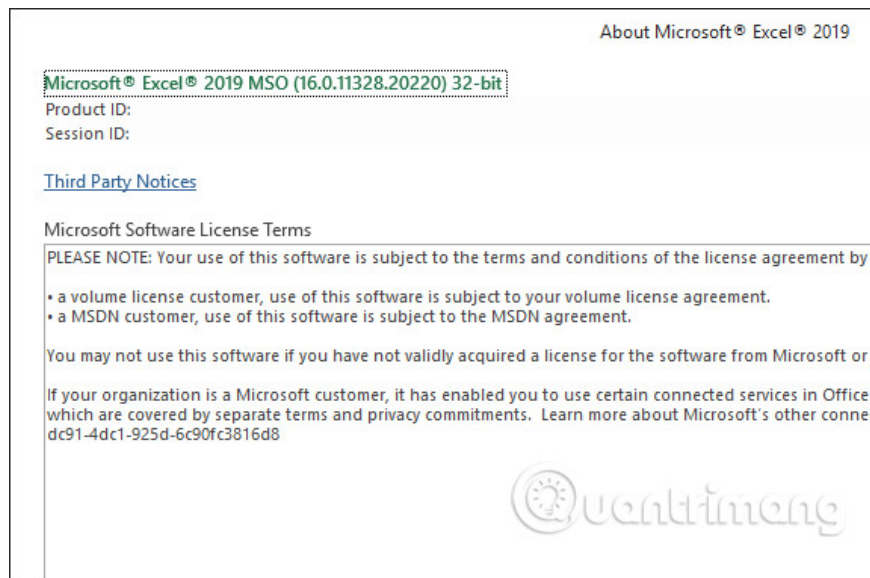 About Microsoft® Excel® 2019
Microsoft® Excel® 2019 MSO (16.0.11328.20220) 32-bit
Product ID:
Session ID:
Third Party Notices
Microsoft Software License Terms
PLEASE NOTE: Your use of this software is subject to the terms and conditions of the license agreement by
• a volume license customer, use of this software is subject to your volume license agreement.
• a MSDN customer, use of this software is subject to the MSDN agreement.
You may not use this software if you have not validly acquired a license for the software from Microsoft or
If your organization is a Microsoft customer, it has enabled you to use certain connected services in Office
which are covered by separate terms and privacy commitments. Learn more about Microsoft's other conne
dc91-4dc1-925d-6c90fc3816d8
Quantrimang